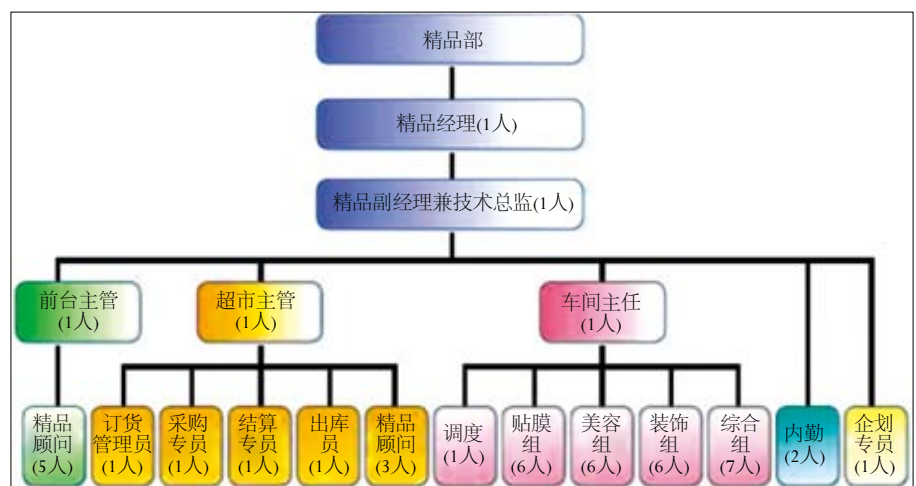 精品部
精品经理(1人)
精品副经理兼技术总监(1人)
前台主管
(1人)
超市主管
(1人)
车间主任
(1人)
精品
顾问
(5人)
订货
管理员
(1人)
采购
专员
(1人)
结算
专员
(1人)
出库
员
(1人)
精品
顾问
(3人)
调度
(1人)
贴膜
组
(6人)
美容
组
(6人)
装饰
组
(6人)
综合
组
(7人)
内勤
(2人)
企划
专员
(1人)